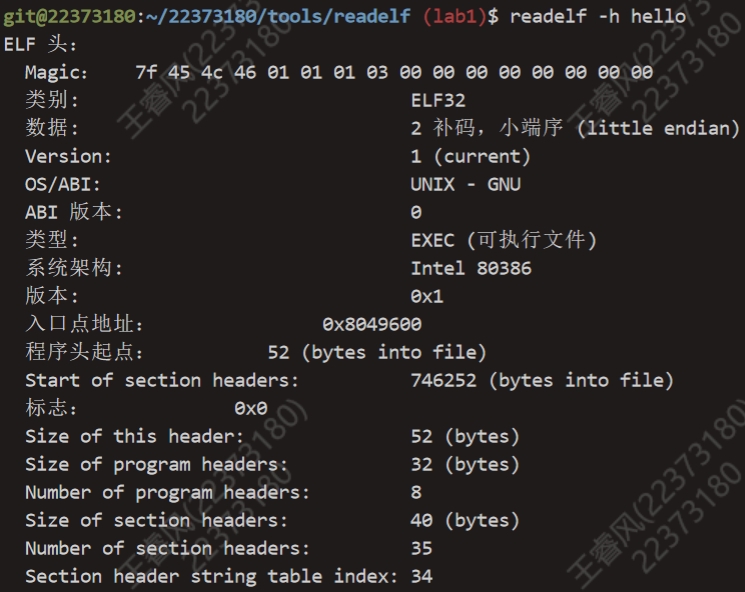 git@22373180:~/22373180/tools/readelf (lab1)$ readelf -h hello
ELF 头:
  Magic:   7f 45 4c 46 01 01 01 03 00 00 00 00 00 00 00 00
  类别:                              ELF32
  数据:                              2 补码，小端序 (little endian)
  Version:                           1 (current)
  OS/ABI:                            UNIX - GNU
  ABI 版本:                          0
  类型:                              EXEC (可执行文件)
  系统架构:                          Intel 80386
  版本:                              0x1
  入口点地址:                0x8049600
  程序头起点:          52 (bytes into file)
  Start of section headers:          746252 (bytes into file)
  标志:              0x0
  Size of this header:               52 (bytes)
  Size of program headers:           32 (bytes)
  Number of program headers:         8
  Size of section headers:           40 (bytes)
  Number of section headers:         35
  Section header string table index: 34
王睿风(22373180)
22373180
王睿风(22373180)
22373180
王睿风(22373180)
22373180
王睿风(22373180)
22373180